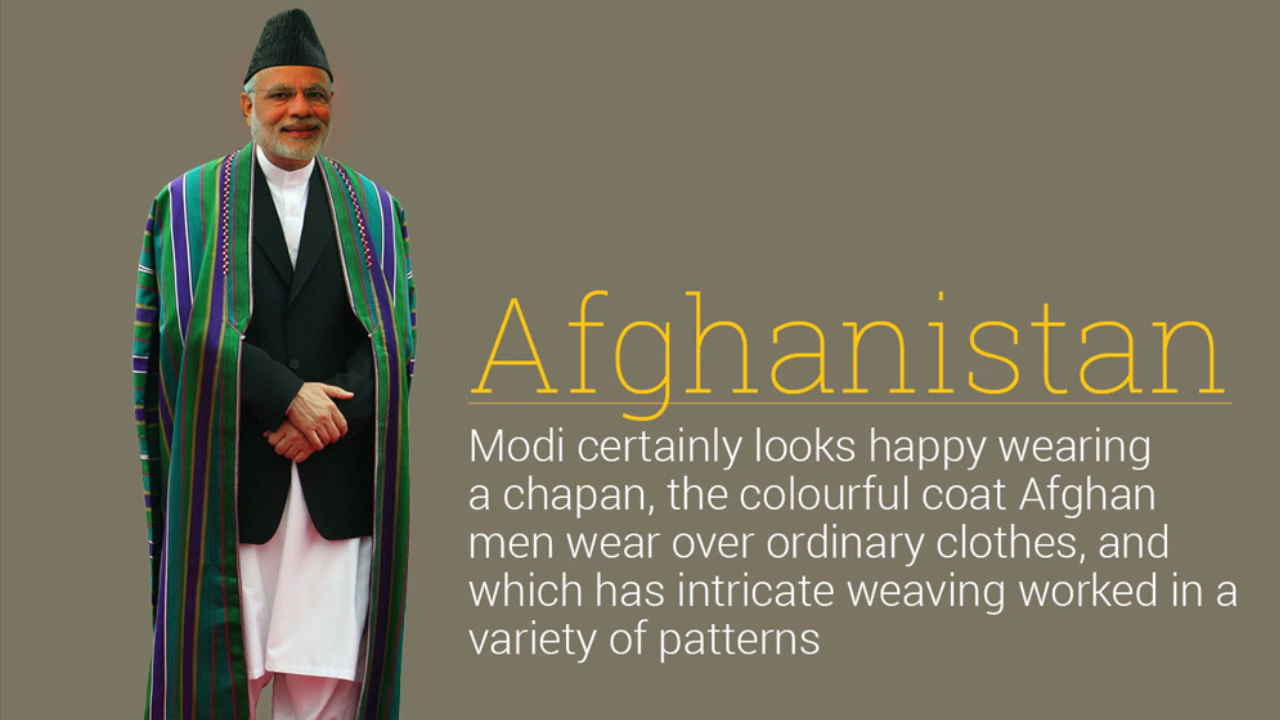 Afghanistan
Modi certainly looks happy wearing
a chapan, the colourful coat Afghan
men wear over ordinary clothes, and
which has intricate weaving worked in a
variety of patterns